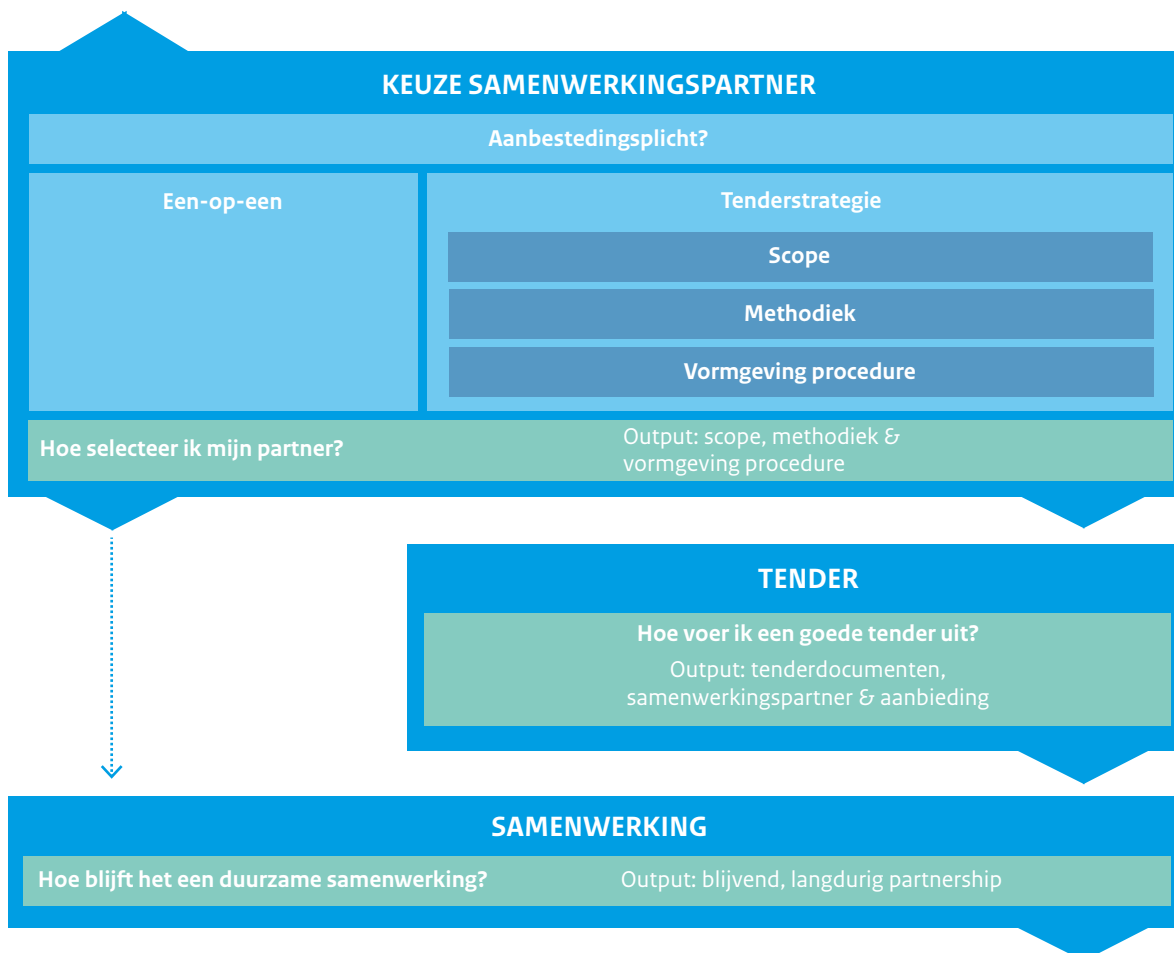 KEUZE SAMENWERKINGSPARTNER
Aanbestedingsplicht?
Een-op-een
Tenderstrategie
Scope
Methodiek
Vormgeving procedure
Hoe selecteer ik mijn partner?
Output: scope, methodiek &
vormgeving procedure
TENDER
Hoe voer ik een goede tender uit?
Output: tenderdocumenten,
samenwerkingspartner & aanbieding
SAMENWERKING
Hoe blijft het een duurzame samenwerking?
Output: blijvend, langdurig partnership